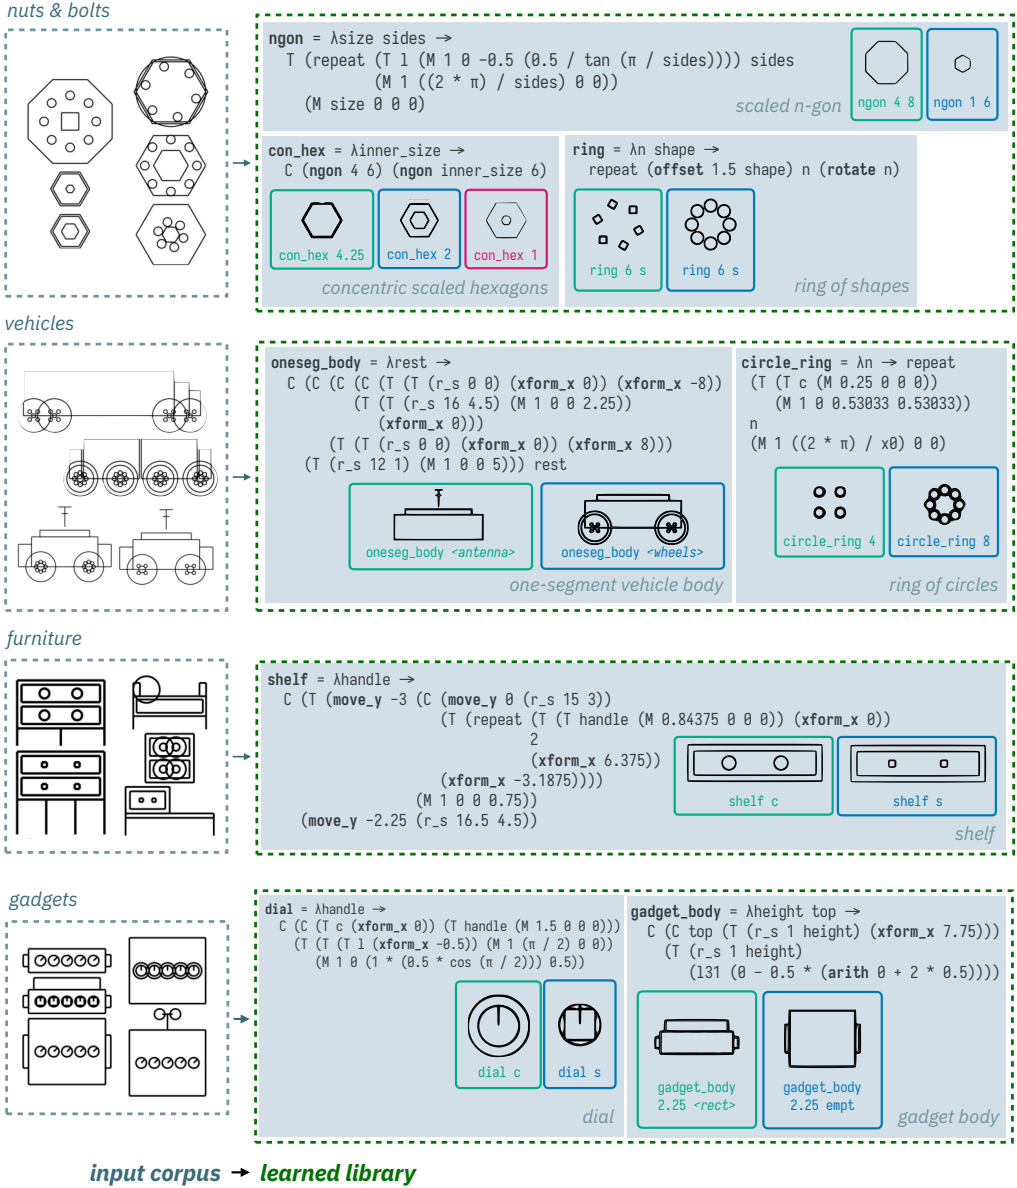 nuts & bolts
ngon = λsize sides →
T (repeat (T l (M 1 0 -0.5 (0.5 / tan (π / sides)))) sides
(M 1 ((2 * π) / sides) 0 0))
(M size 0 0 0)
scaled n-gon
ngon 4 8
ngon 1 6
con_hex = λinner_size →
C (ngon 4 6) (ngon inner_size 6)
con_hex 4.25
con_hex 2
con_hex 1
concentric scaled hexagons
ring = λn shape →
repeat (offset 1.5 shape) n (rotate n)
ring 6 s
ring 6 s
ring of shapes
vehicles
oneseg_body = λrest →
C (C (C (C (T (T (r_s 0 0) (xform_x 0)) (xform_x -8))
(T (T (r_s 16 4.5) (M 1 0 0 2.25))
(xform_x 0)))
(T (T (r_s 0 0) (xform_x 0)) (xform_x 8)))
(T (r_s 12 1) (M 1 0 0 5))) rest
oneseg_body <antenna>
oneseg_body <wheels>
one-segment vehicle body
circle_ring = λn → repeat
(T (T c (M 0.25 0 0 0))
(M 1 0 0.53033 0.53033))
n
(M 1 ((2 * π) / x0) 0 0)
circle_ring 4
circle_ring 8
ring of circles
furniture
shelf = λhandle →
C (T (move_y -3 (C (move_y 0 (r_s 15 3))
(T (repeat (T (T handle (M 0.84375 0 0 0)) (xform_x 0))
2
(xform_x 6.375))
(xform_x -3.1875))))
(M 1 0 0 0.75))
(move_y -2.25 (r_s 16.5 4.5))
shelf c
shelf s
shelf
gadgets
dial = λhandle →
C (C (T c (xform_x 0)) (T handle (M 1.5 0 0 0)))
(T (T (T l (xform_x -0.5)) (M 1 (π / 2) 0 0))
(M 1 0 (1 * (0.5 * cos (π / 2))) 0.5))
dial c
dial s
dial
gadget_body = λheight top →
C (C top (T (r_s 1 height) (xform_x 7.75)))
(T (r_s 1 height)
(l31 (0 - 0.5 * (arith 0 + 2 * 0.5))))
gadget_body
2.25 <rect>
gadget_body
2.25 empt
gadget body
input corpus → learned library